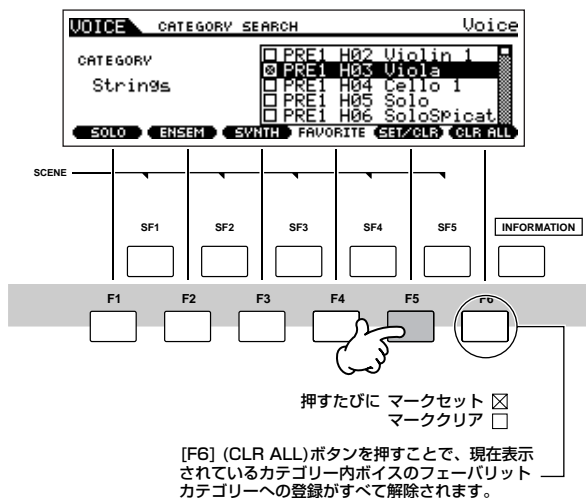 VOICE CATEGORY SEARCH Voice
CATEGORY
Strings
PRE1 H02 Violin 1
PRE1 H03 Viola
PRE1 H04 Cello 1
PRE1 H05 Solo
PRE1 H06 SoloSpicat
SOLO ENSEM SYNTH FAVORITE SET/CLR CLR ALL
SCENE
SF1 SF2 SF3 SF4 SF5 INFORMATION
F1 F2 F3 F4 F5 F6
押すたびに マークセット ☒
マーククリア □
[F6] (CLR ALL)ボタンを押すことで、現在表示
されているカテゴリー内ボイスのフェーバリット
カテゴリーへの登録がすべて解除されます。